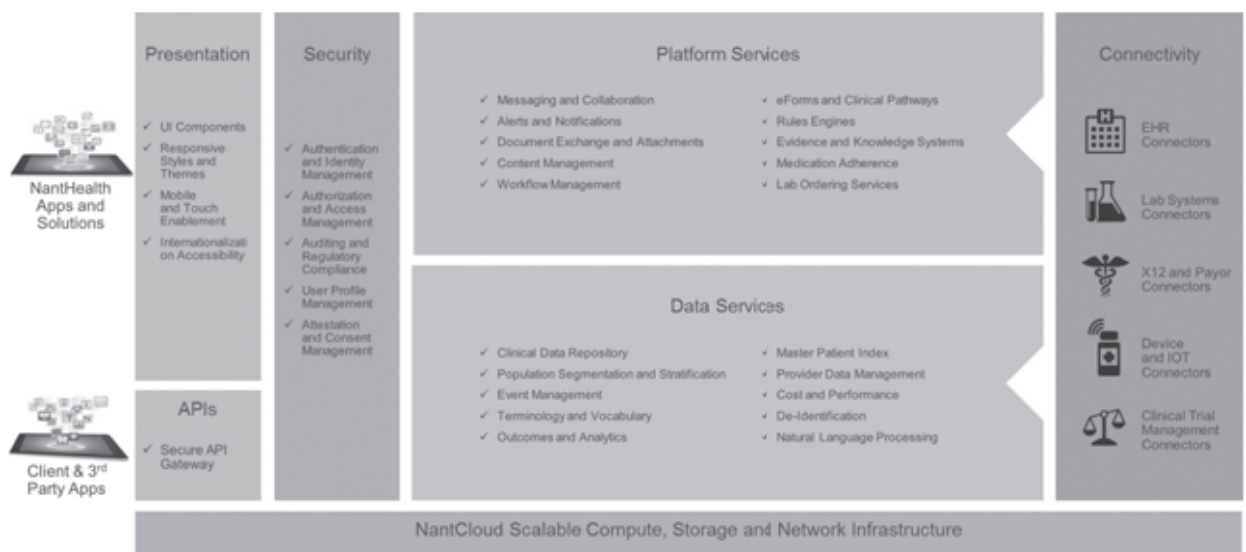 NantHealth
Apps and
Solutions
Client & 3rd
Party Apps
Presentation
✓ UI Components
✓ Responsive
Styles and
Themes
✓ Mobile
and Touch
Enablement
✓ Internationalizati
on Accessibility
APIs
✓ Secure API
Gateway
Security
✓ Authentication
and Identity
Management
✓ Authorization
and Access
Management
✓ Auditing and
Regulatory
Compliance
✓ User Profile
Management
✓ Attestation
and Consent
Management
Platform Services
✓ Messaging and Collaboration
✓ Alerts and Notifications
✓ Document Exchange and Attachments
✓ Content Management
✓ Workflow Management
✓ eForms and Clinical Pathways
✓ Rules Engines
✓ Evidence and Knowledge Systems
✓ Medication Adherence
✓ Lab Ordering Services
Data Services
✓ Clinical Data Repository
✓ Population Segmentation and Stratification
✓ Event Management
✓ Terminology and Vocabulary
✓ Outcomes and Analytics
✓ Master Patient Index
✓ Provider Data Management
✓ Cost and Performance
✓ De-Identification
✓ Natural Language Processing
Connectivity
H
EHR
Connectors
Lab Systems
Connectors
X12 and Payor
Connectors
Device
and IOT
Connectors
Clinical Trial
Management
Connectors
NantCloud Scalable Compute, Storage and Network Infrastructure